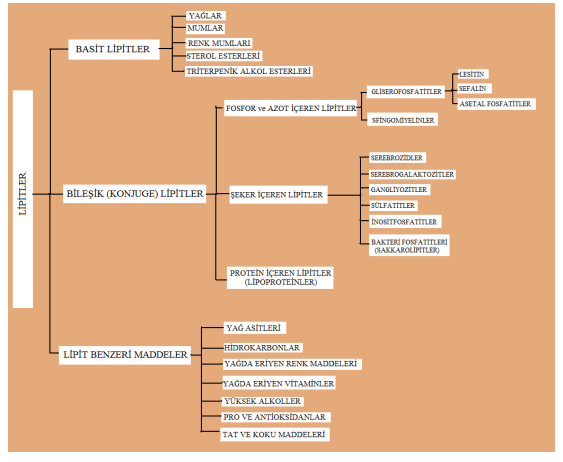 LİPİTLER
BASİT LİPİTLER
YAĞLAR
MUMLAR
RENK MUMLARI
STEROL ESTERLERİ
TRİTERPENİK ALKOL ESTERLERİ
BİLEŞİK (KONJUGE) LİPİTLER
FOSFOR ve AZOT İÇEREN LİPİTLER
GLİSEROFOSFATİTLER
LESİTİN
SEFALİN
ASETAL FOSFATİTLER
SFİNGOMİYELİNLER
ŞEKER İÇEREN LİPİTLER
SEREBROZİDLER
SEREBROGALAKTOZİTLER
GANGLİYOZİTLER
SÜLFATİTLER
İNOSİTFOSFATİTLER
BAKTERİ FOSFATİTLERİ
(SAKKAROLİPİTLER)
PROTEİN İÇEREN LİPİTLER
(LİPOPROTEİNLER)
LİPİT BENZERİ MADDELER
YAĞ ASİTLERİ
HİDROKARBONLAR
YAĞDA ERİYEN RENK MADDELERİ
YAĞDA ERİYEN VİTAMİNLER
YÜKSEK ALKOLLER
PRO VE ANTİOKSİDANLAR
TAT VE KOKU MADDELERİ